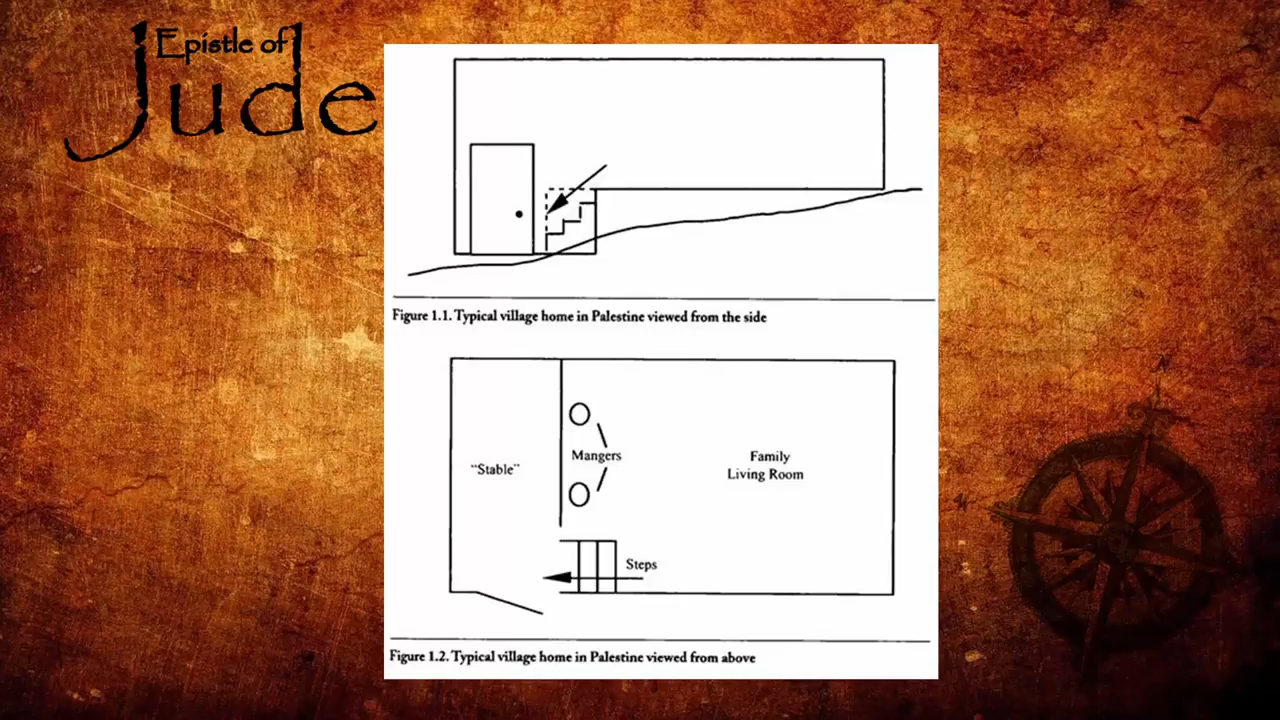 Epistle of
Jude
Figure 1.1. Typical village home in Palestine viewed from the side
"Stable"
Mangers
Family
Living Room
Steps
Figure 1.2. Typical village home in Palestine viewed from above